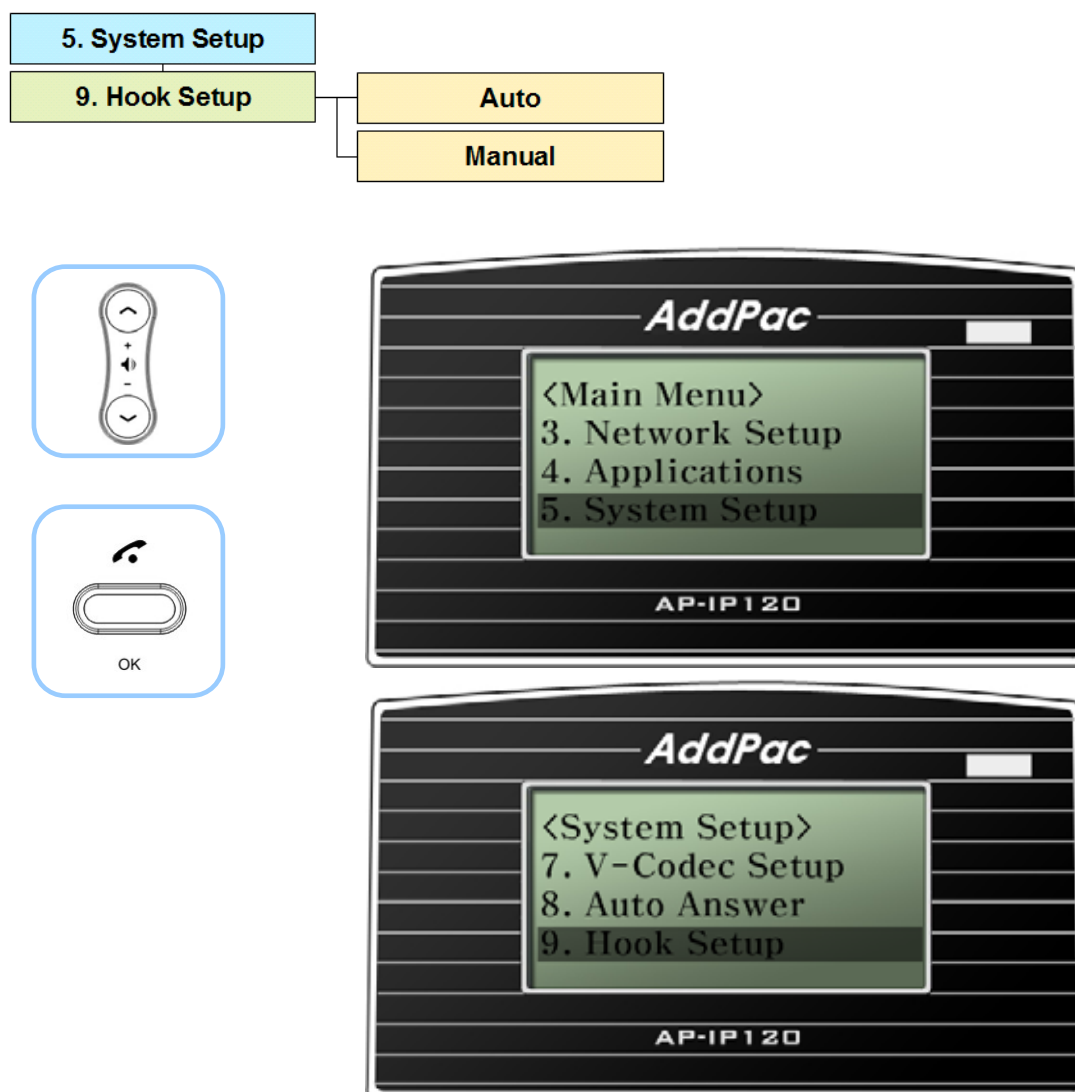 5. System Setup
9. Hook Setup
Auto
Manual
+
-
OK
AddPac
<Main Menu>
3. Network Setup
4. Applications
5. System Setup
AP-IP120
AddPac
<System Setup>
7. V-Codec Setup
8. Auto Answer
9. Hook Setup
AP-IP120